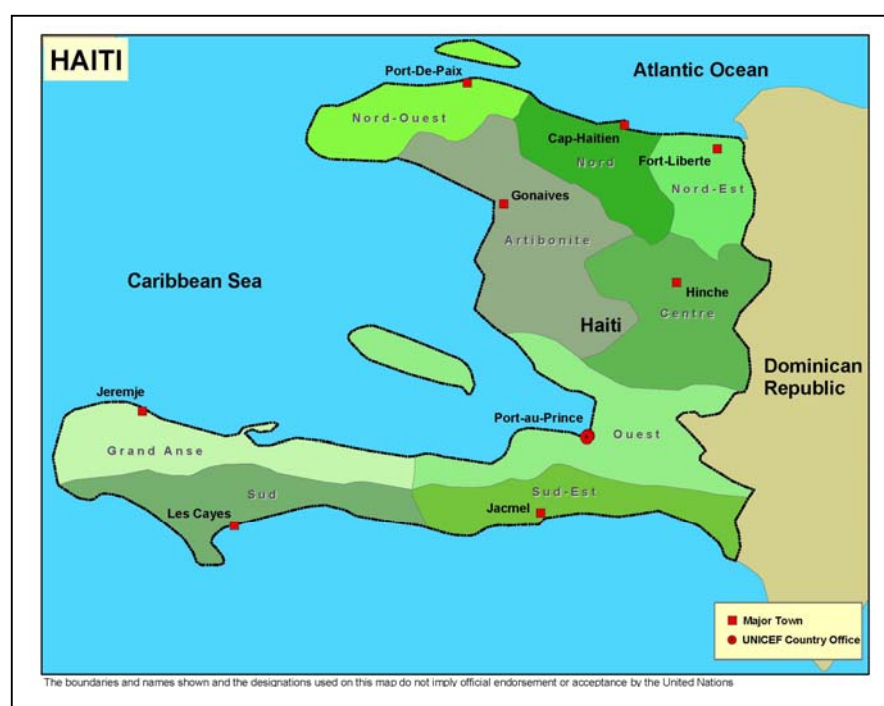 HAITI
Port-De-Paix
Atlantic Ocean
Nord-Ouest
Cap-Haitien
Nord
Fort-Liberte
Nord-Est
Gonaives
Artibonite
Caribbean Sea
Hinche
Centre
Haiti
Dominican
Republic
Jeremje
Port-au-Prince
Ouest
Grand Anse
Sud
Sud-Est
Les Cayes
Jacmel
Major Town
UNICEF Country Office
The boundaries and names shown and the designations used on this map do not imply official endorsement or acceptance by the United Nations